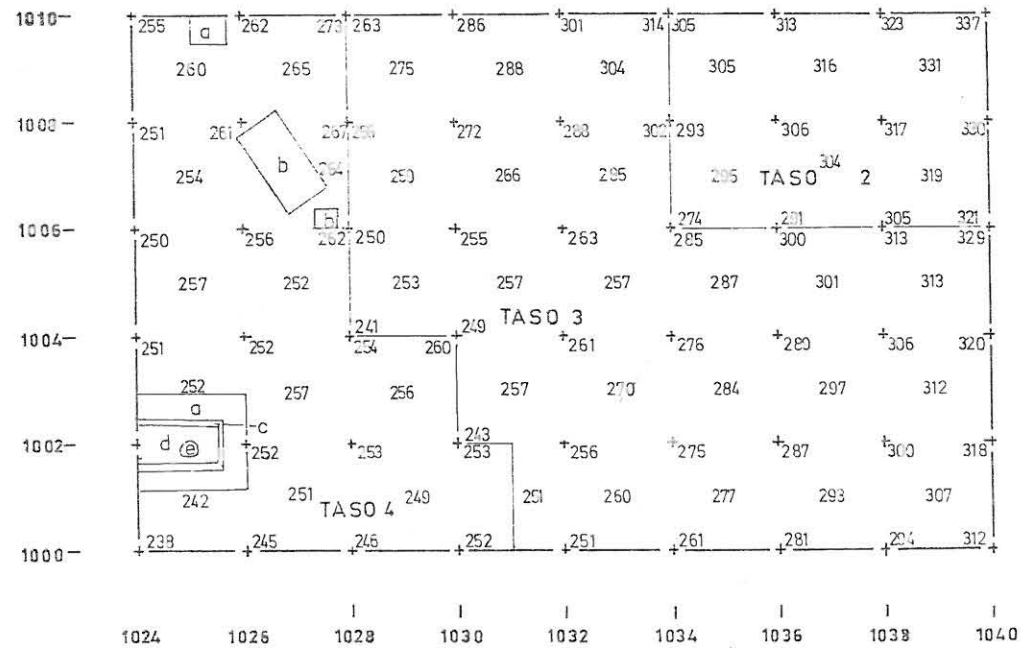 1010 255 a 262 273 263 286 301 314 305 313 323 337
260 265 275 288 304 305 316 331
1008 251 261 267 272 288 302 293 306 317 330
254 b 264 266 285 295 304 319
TASO 2
b 274 291 305 321
1006 250 256 262 250 255 263 285 300 313 329
257 252 253 257 257 287 301 313
TASO 3
241 249
1004 251 252 254 260 261 276 289 306 320
252 257 256 257 270 284 297 312
a
c
243
1002 d e 252 253 253 256 275 287 300 318
242 251 249 251 260 277 293 307
TASO 4
1000 238 245 246 252 251 261 281 294 312
1024 1026 1028 1030 1032 1034 1036 1038 1040